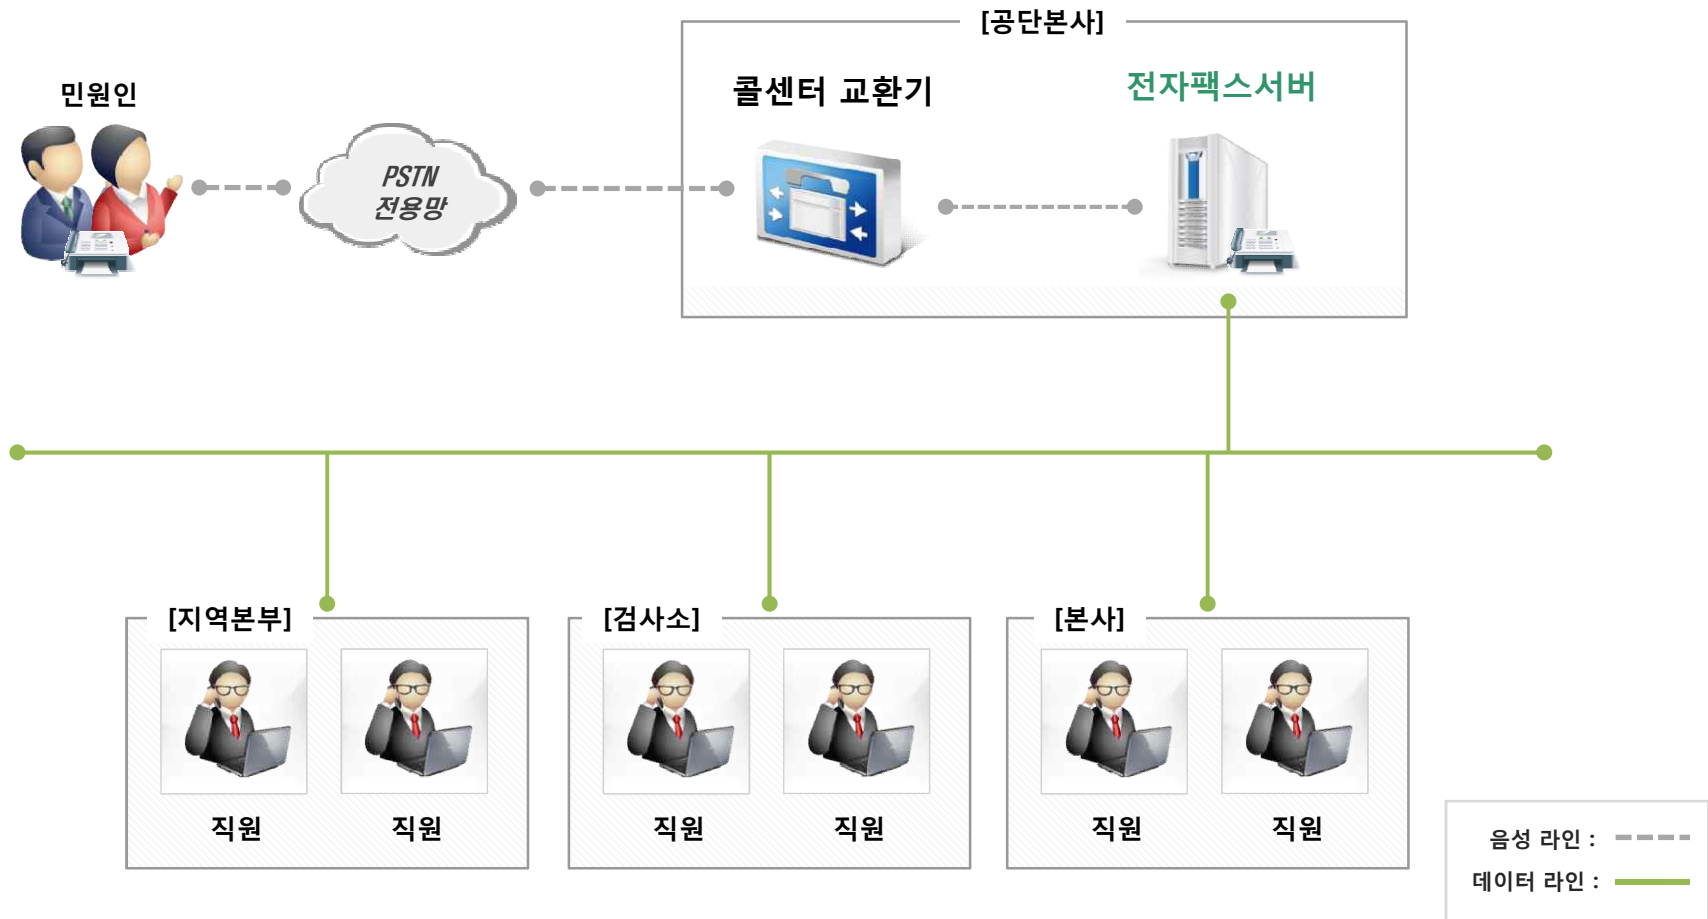 [공단본사]
민원인
콜센터 교환기
전자팩스서버
PSTN
전용망
[지역본부]
[검사소]
[본사]
직원
직원
직원
직원
직원
직원
음성 라인 :
데이터 라인 :